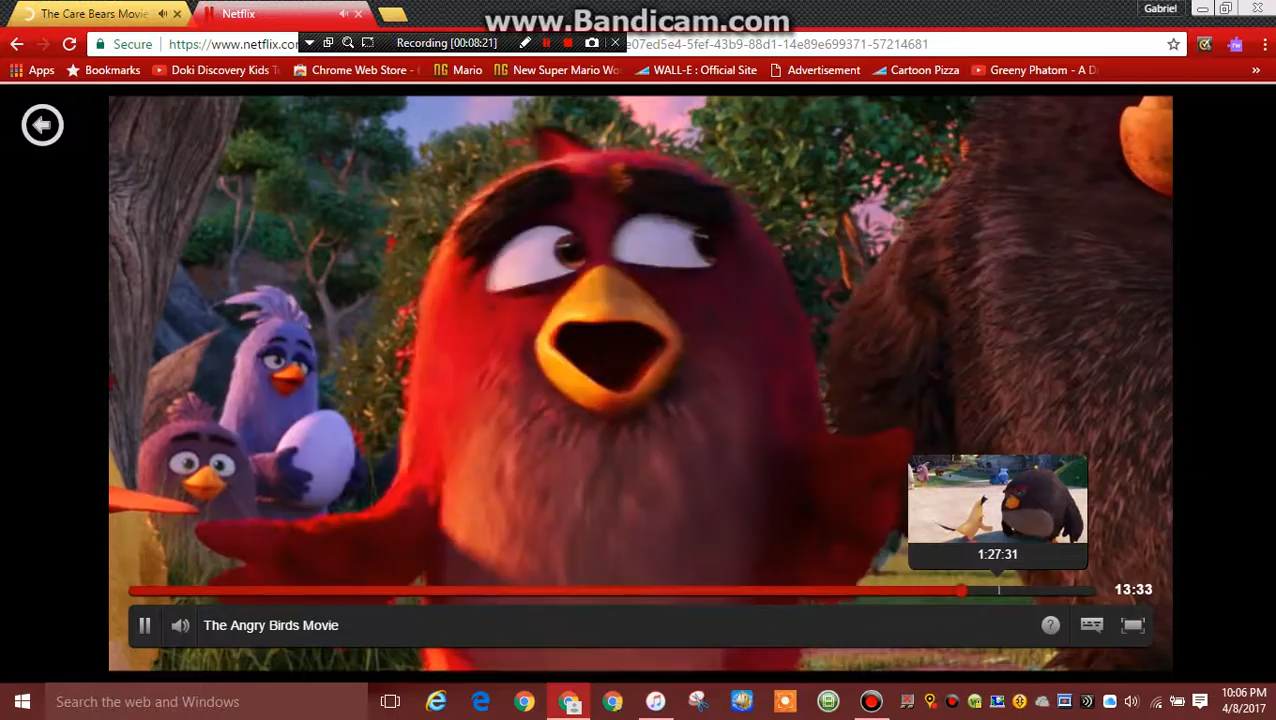 www.Bandicam.com
The Care Bears Movie
Netflix
Gabriel
Secure
https://www.netflix.com
Recording [00:08:21]
e07ed5e4-5fef-43b9-88d1-14e89e699371-57214681
Apps
Bookmarks
Doki Discovery Kids T
Chrome Web Store -
Mario
New Super Mario Wo
WALL-E : Official Site
Advertisement
Cartoon Pizza
Greeny Phatom - A D
»
1:27:31
13:33
The Angry Birds Movie
?
Search the web and Windows
10:06 PM
4/8/2017